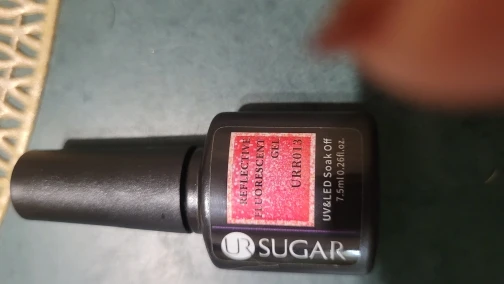 REFLECTIVE
FLUORESCENT
GEL
URR013
UV&LED Soak Off
7.5ml 0.26fl.oz.
UR SUGAR